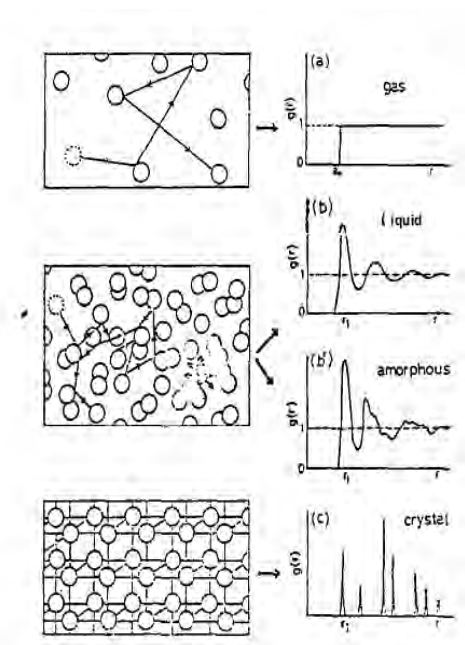 (a)
gas
g(r)
1
0
r
(b)
liquid
g(r)
1
0
r₁
r
(b')
amorphous
g(r)
1
0
r₁
r
(c)
crystal
g(r)
r₁
r